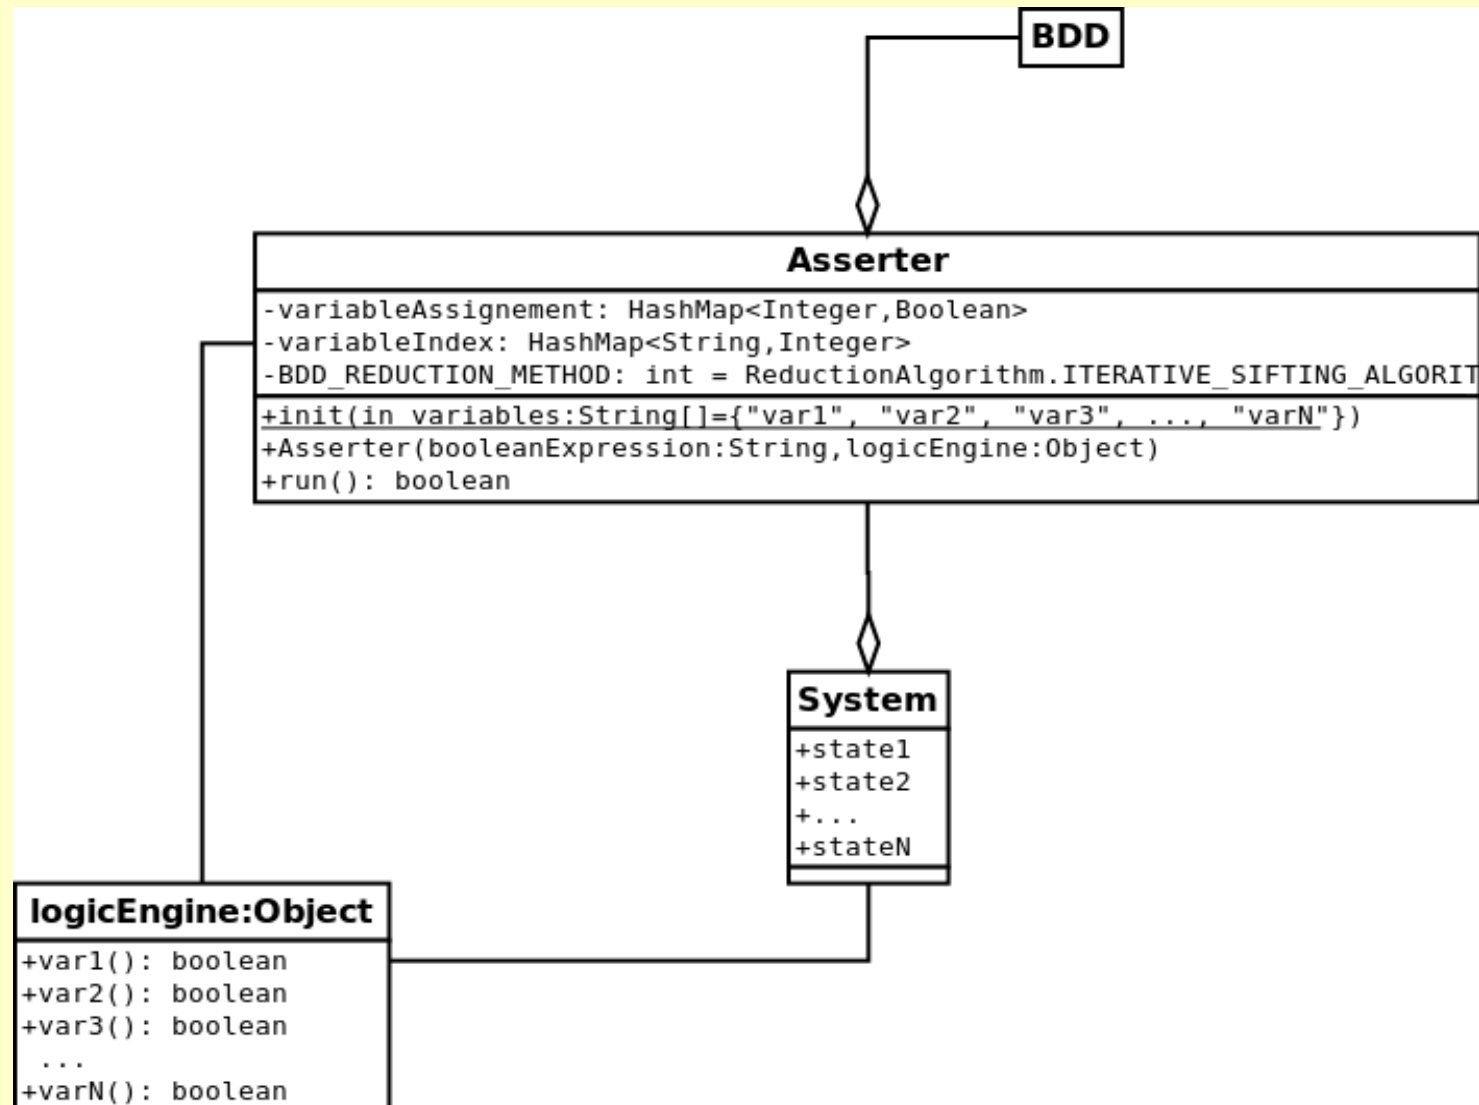 BDD
Asserter
-variableAssignement: HashMap<Integer,Boolean>
-variableIndex: HashMap<String,Integer>
-BDD_REDUCTION_METHOD: int = ReductionAlgorithm.ITERATIVE_SIFTING_ALGORIT
+init(in variables:String[]={"var1", "var2", "var3", ..., "varN"})
+Asserter(booleanExpression:String,logicEngine:Object)
+run(): boolean
System
+state1
+state2
+...
+stateN
logicEngine:Object
+var1(): boolean
+var2(): boolean
+var3(): boolean
...
+varN(): boolean